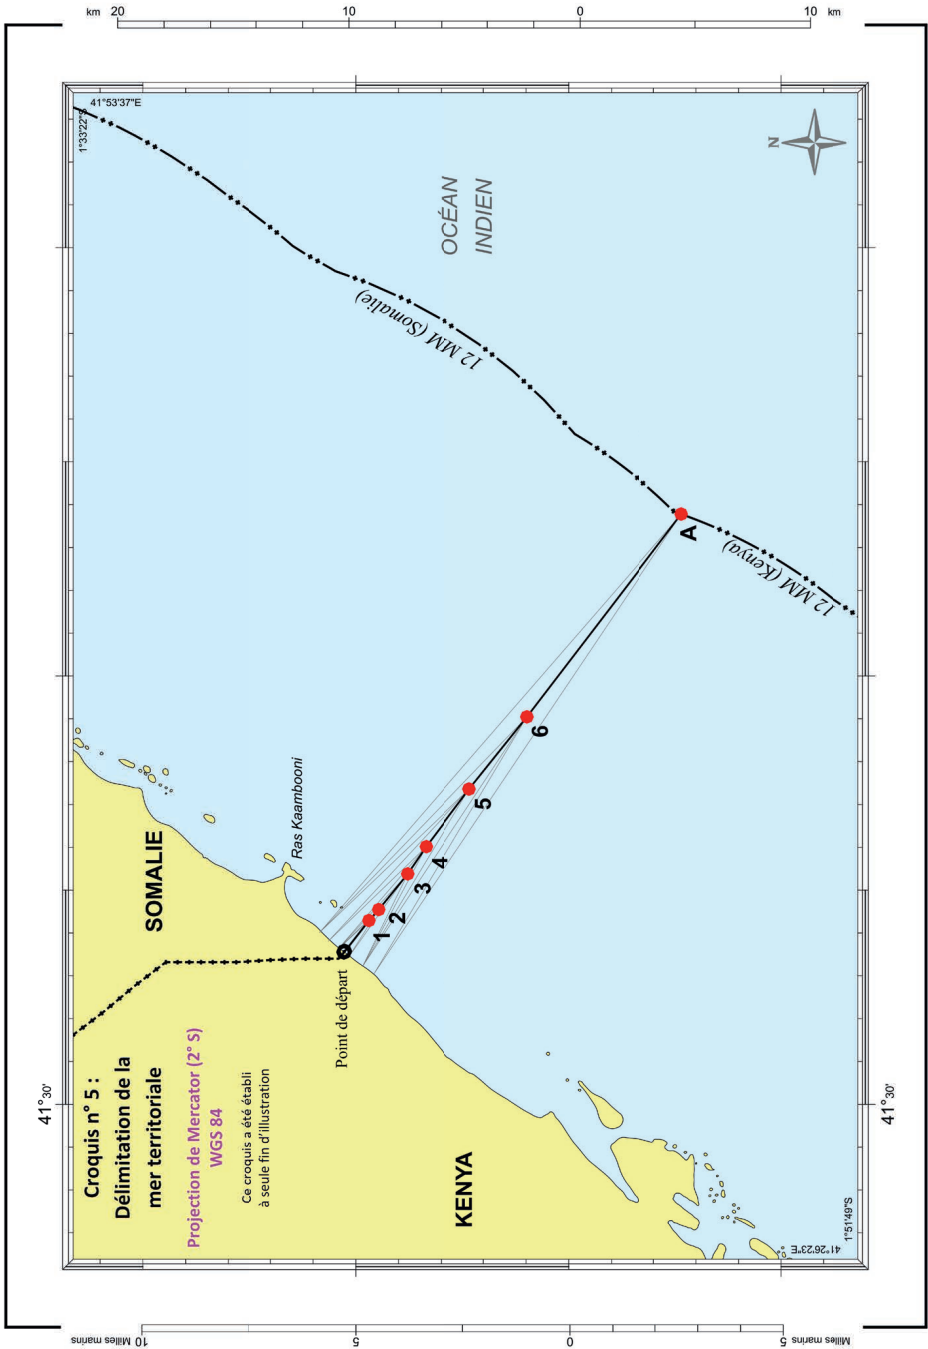 Croquis n° 5 :
Délimitation de la
mer territoriale
Projection de Mercator (2° S)
WGS 84
Ce croquis a été établi
à seule fin d'illustration
km 20 10 0 10 km
41°53'37"E
1°33'22"S
N
OCÉAN
INDIEN
12 MM (Somalie)
A
12 MM (Kenya)
6
5
4
3
2
1
Ras Kaambooni
SOMALIE
Point de départ
KENYA
41°30'
41°30'
1°51'49"S
41°26'23"E
Milles marins 10 5 0 5 Milles marins